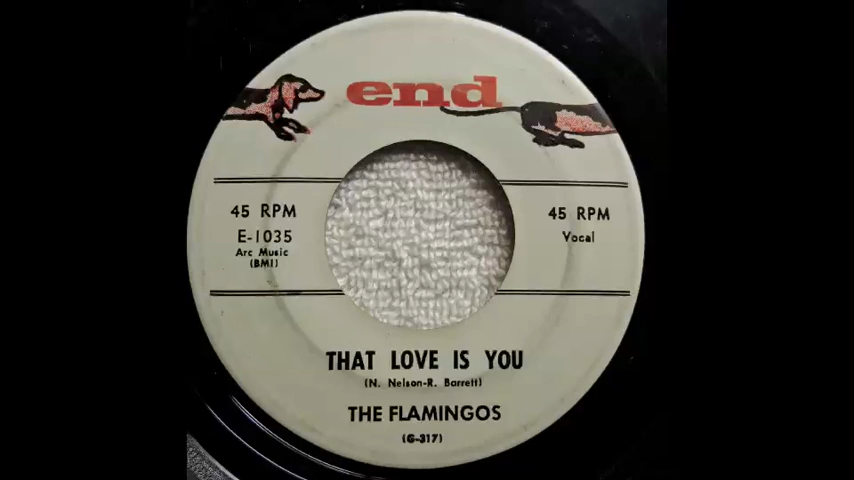 end
45 RPM
E-1035
Arc Music
(BMI)
45 RPM
Vocal
THAT LOVE IS YOU
(N. Nelson-R. Barrett)
THE FLAMINGOS
(G-317)